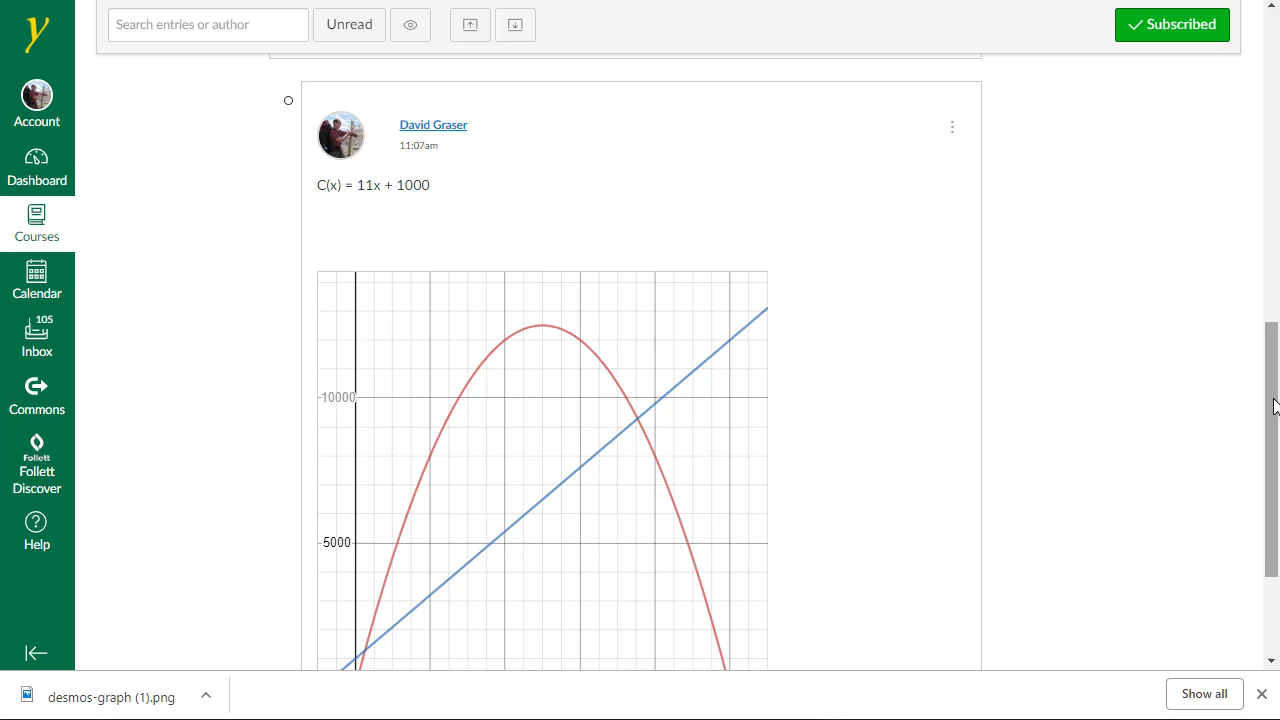 Search entries or author
Unread
Subscribed
y
Account
Dashboard
Courses
Calendar
105
Inbox
Commons
Follett
Follett
Discover
Help
David Graser
11:07am
C(x) = 11x + 1000
10000
5000
desmos-graph (1).png
Show all